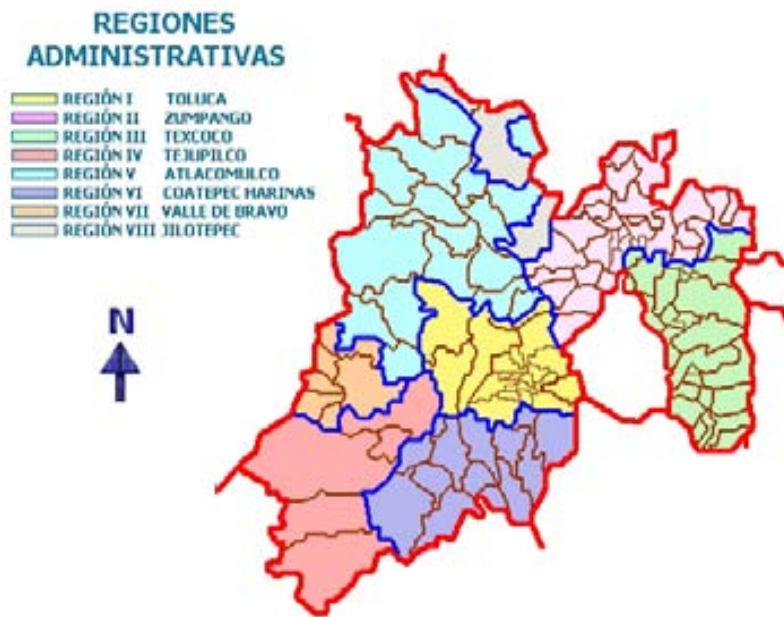 REGIONES
ADMINISTRATIVAS
REGIÓN I TOLUCA
REGIÓN II ZUMPANGO
REGIÓN III TEXCOCO
REGIÓN IV TEJUPILCO
REGIÓN V ATLACOMULCO
REGIÓN VI COATEPEC HARINAS
REGIÓN VII VALLE DE BRAVO
REGIÓN VIII JILOTEPEC
N